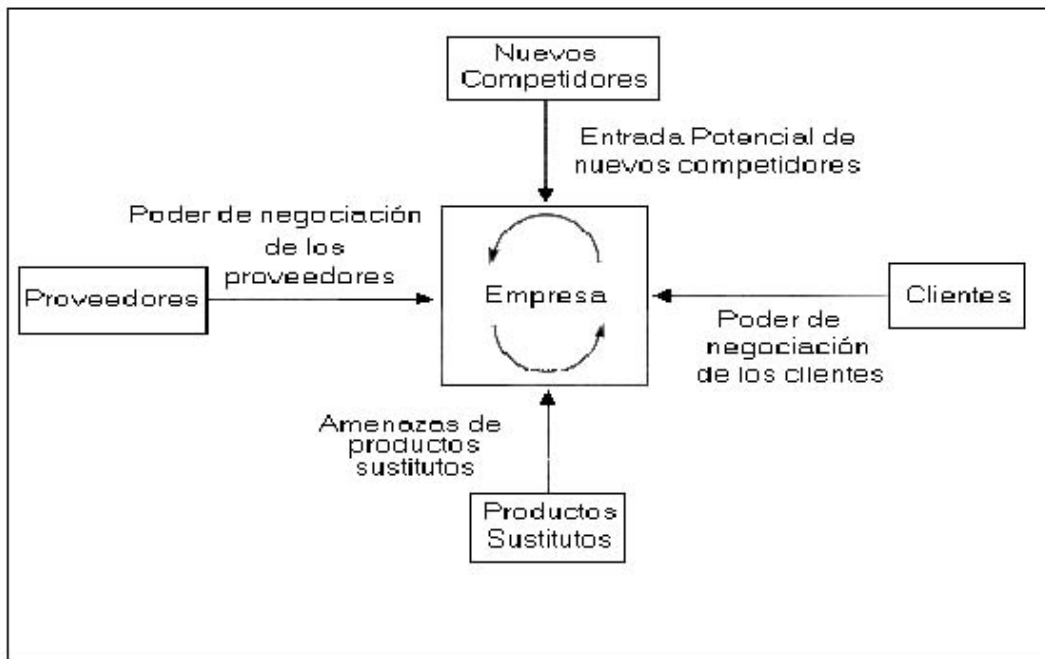 Nuevos
Competidores
Entrada Potencial de
nuevos competidores
Poder de negociación
de los
proveedores
Proveedores
Empresa
Clientes
Poder de
negociación
de los clientes
Amenazas de
productos
sustitutos
Productos
Sustitutos